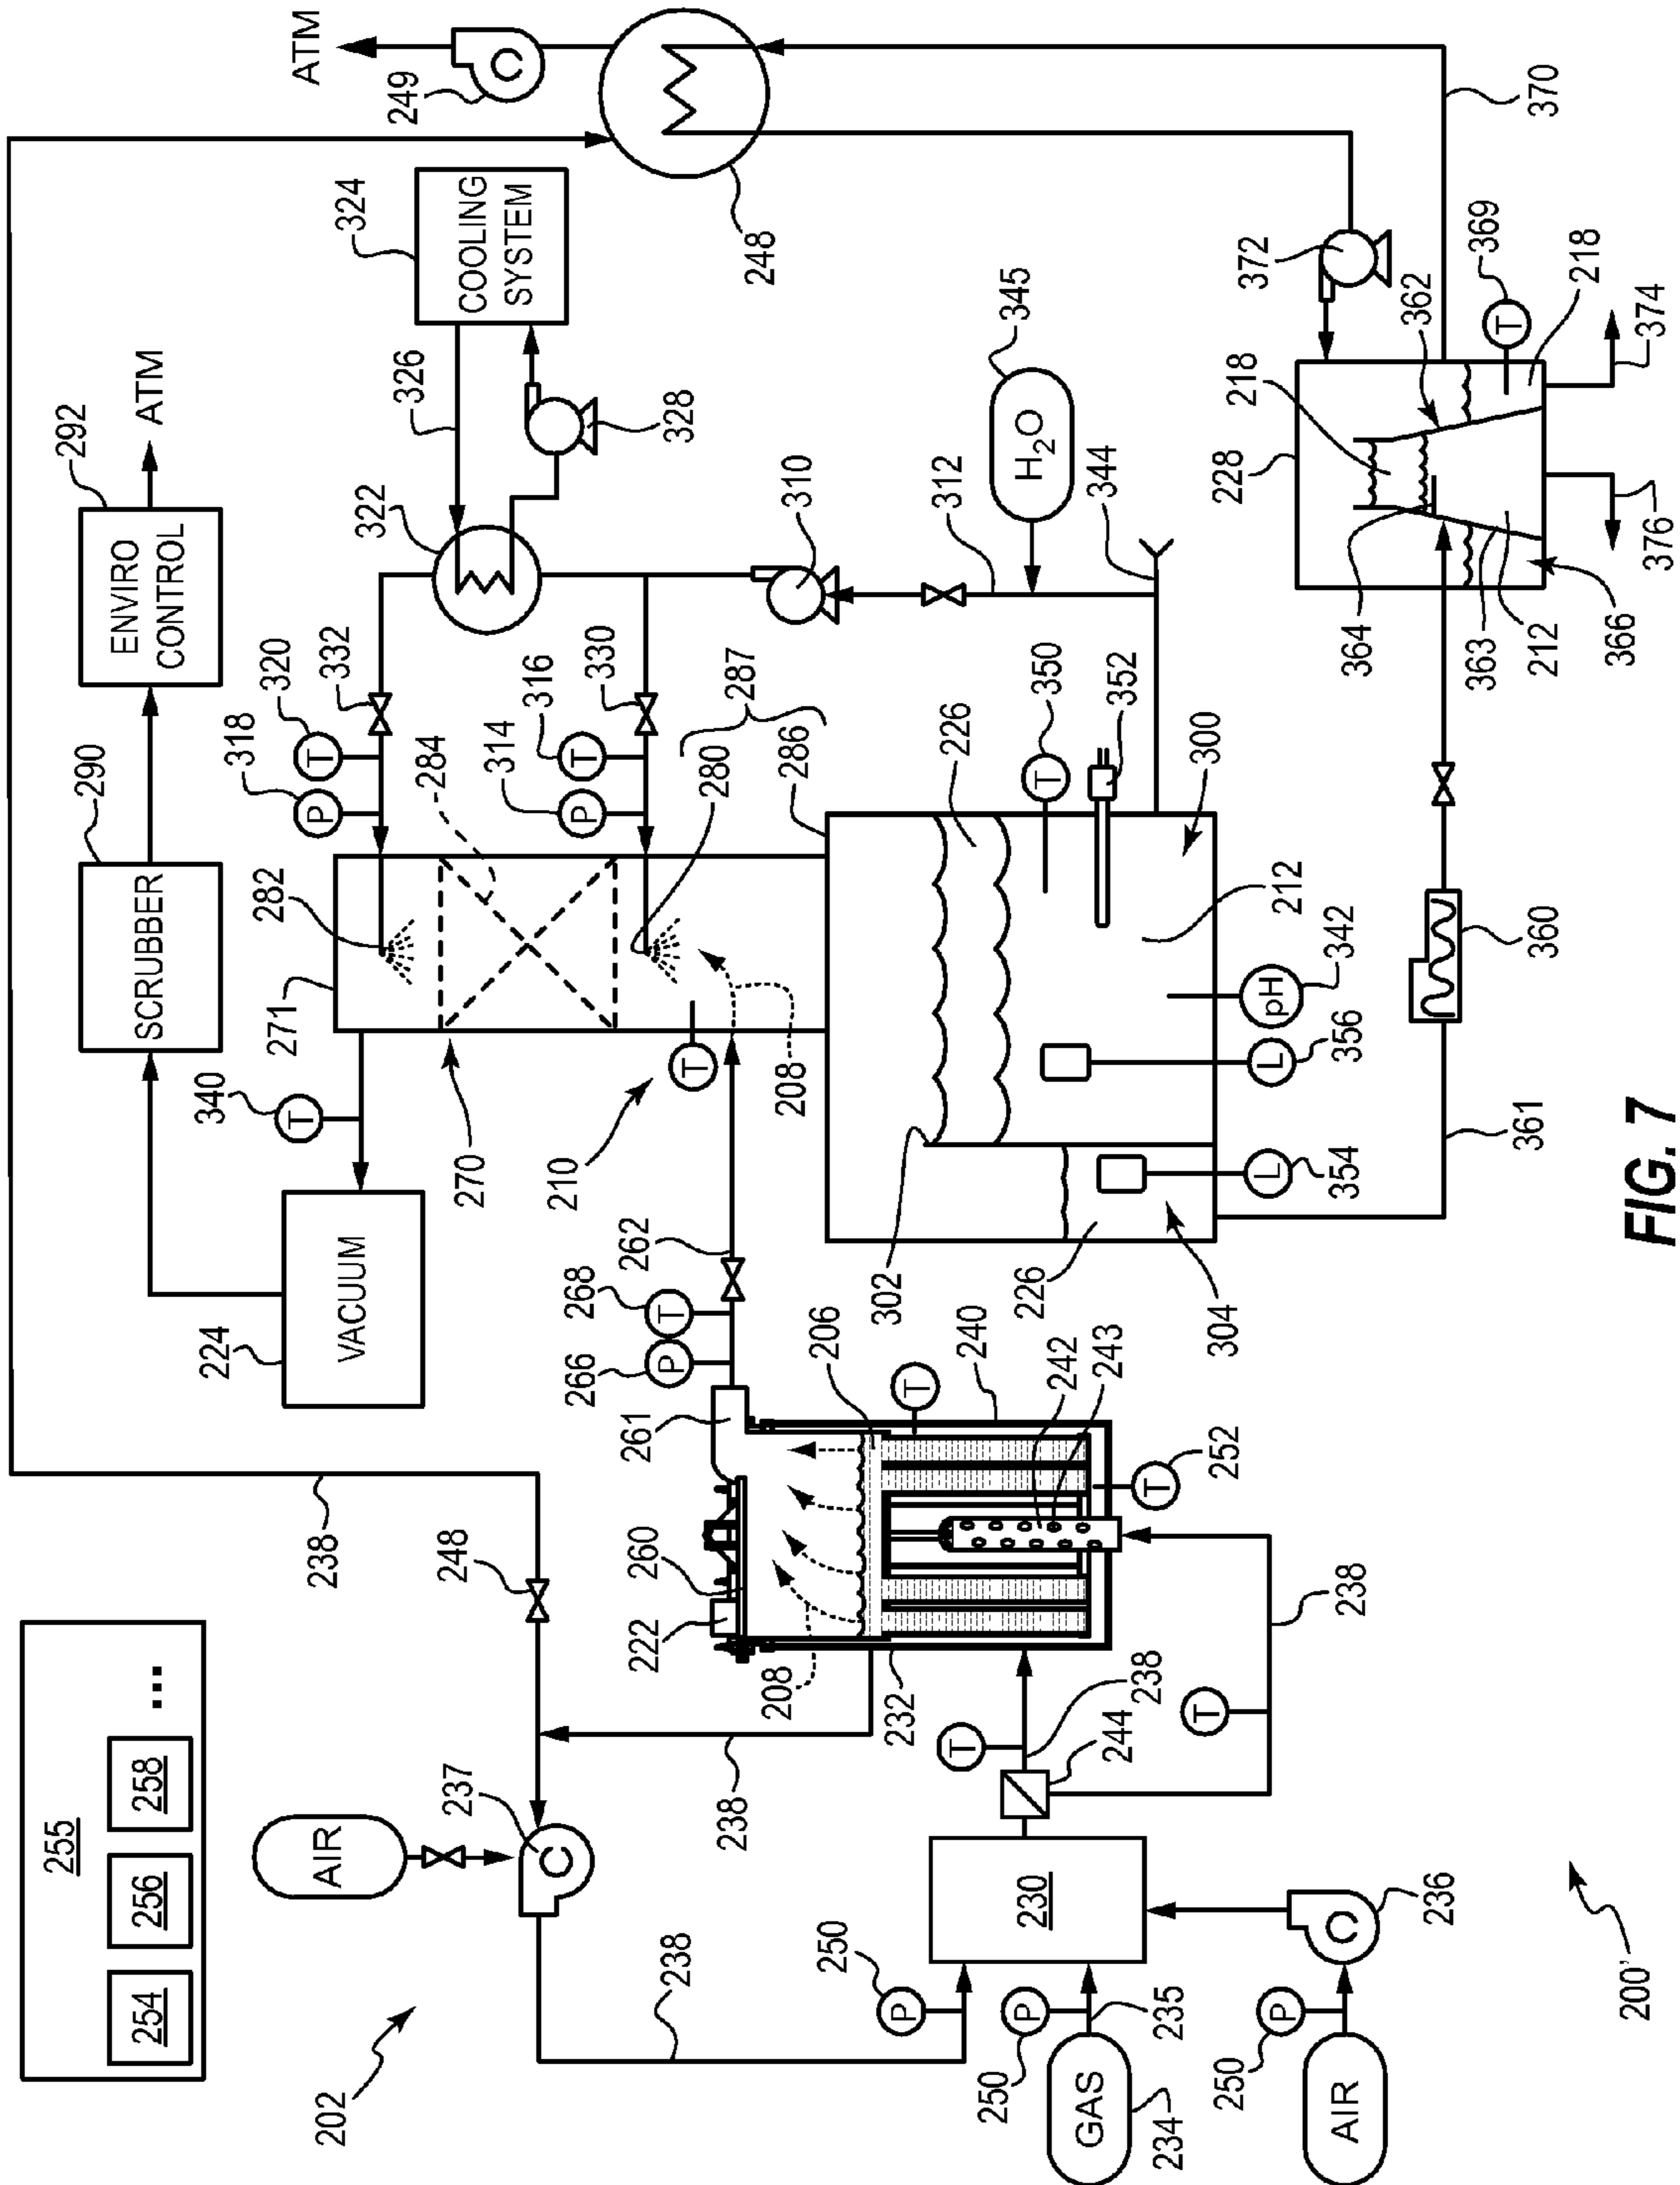 202
255
254
256
258
...
238
248
224
VACUUM
340
290
SCRUBBER
292
ENVIRO
CONTROL
ATM
ATM
249
AIR
237
C
C
238
238
T
271
282
318
P
320
T
332
322
326
324
COOLING
SYSTEM
328
270
284
248
210
T
314
P
316
T
330
280
287
286
310
312
345
H₂O
344
222
260
261
266
P
268
T
262
208
208
206
232
240
T
242
243
252
T
250
P
230
T
238
244
T
238
250
P
235
GAS
234
250
P
AIR
236
C
302
226
226
304
354
L
356
L
342
pH
212
300
350
T
352
361
360
228
218
362
364
363
212
366
376
218
369
T
374
372
370
200'
FIG. 7